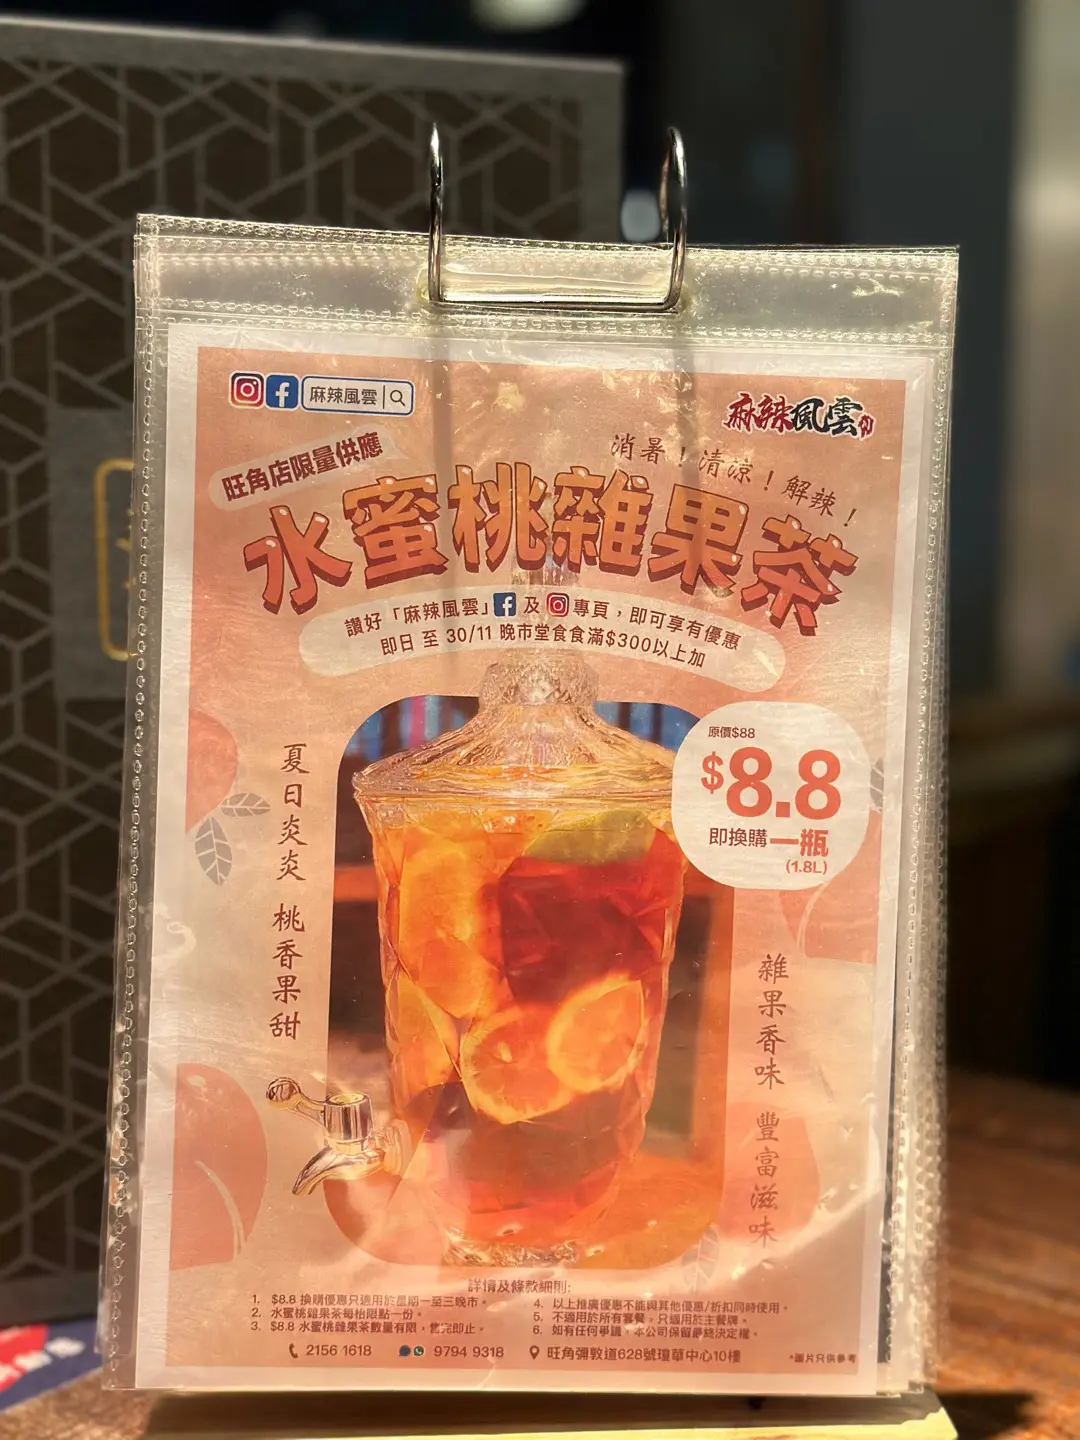 麻辣風雲
麻辣風雲
旺角店限量供應
消暑！清涼！解辣！
水蜜桃雜果茶
讚好「麻辣風雲」及專頁，即可享有優惠
即日 至 30/11 晚市堂食食滿$300以上加
原價$88
$8.8
即換購一瓶
(1.8L)
夏日炎炎 桃香果甜
雜果香味 豐富滋味
詳情及條款細則:
1. $8.8 換購優惠只適用於星期一至三晚市。
2. 水蜜桃雜果茶每枱限點一份。
3. $8.8 水蜜桃雜果茶數量有限，售完即止。
4. 以上推廣優惠不能與其他優惠/折扣同時使用。
5. 不適用於所有套餐，只適用於主餐牌。
6. 如有任何爭議，本公司保留最終決定權。
2156 1618 9794 9318 旺角彌敦道628號瓊華中心10樓
*圖片只供參考